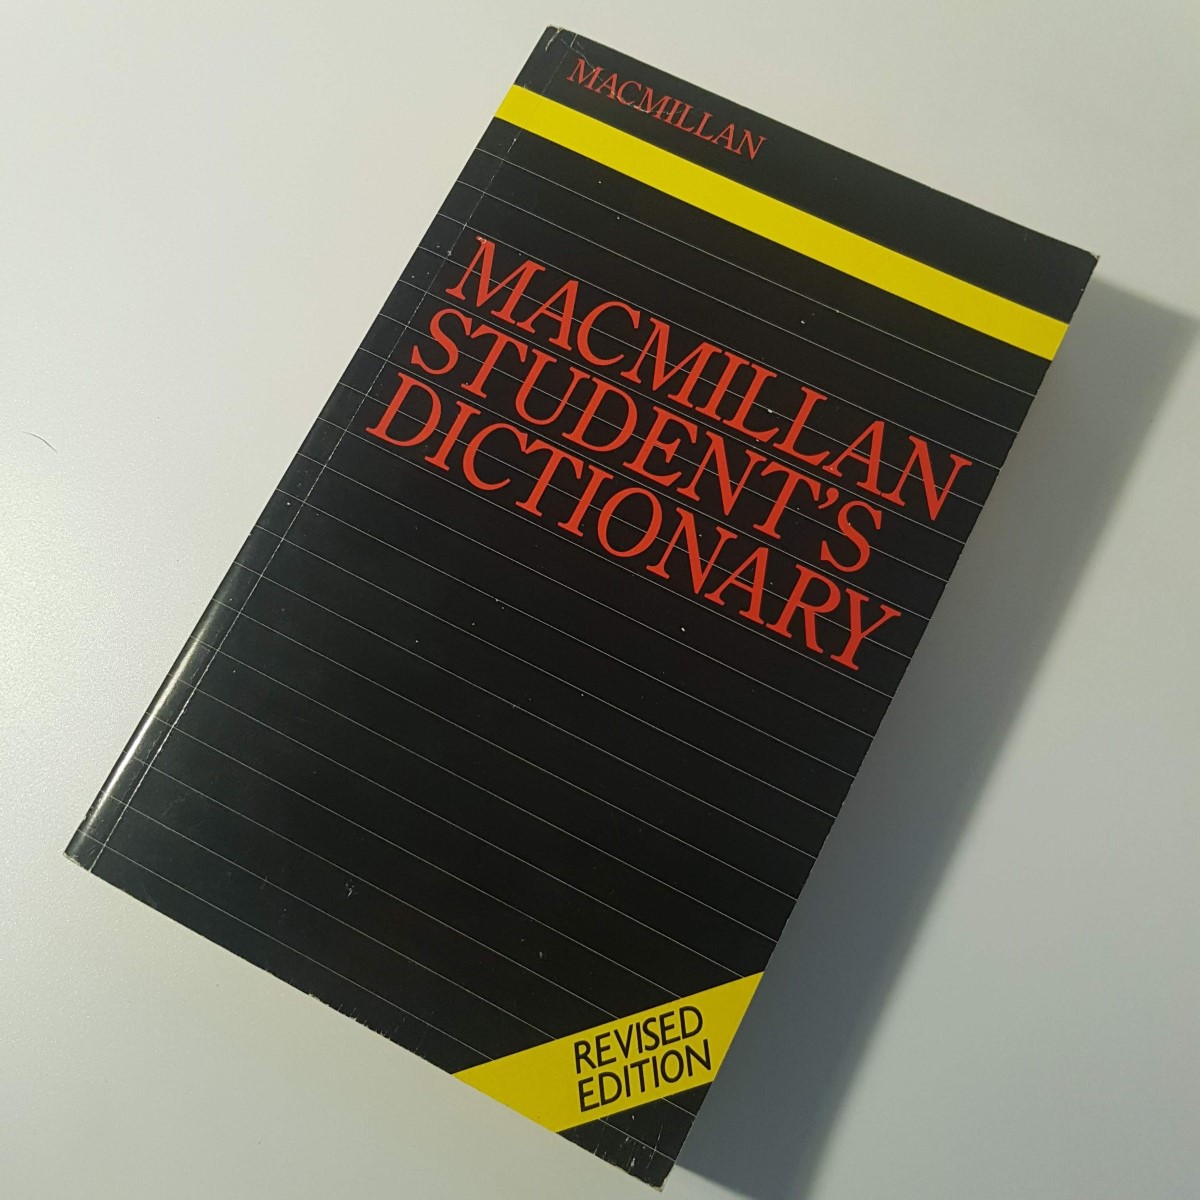 MACMILLAN
MACMILLAN
STUDENT'S
DICTIONARY
REVISED
EDITION